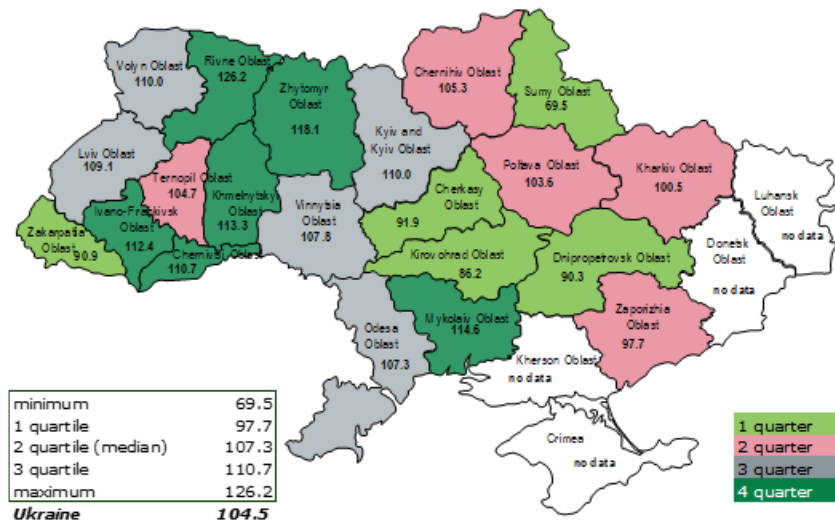 Volyn Oblast
110.0
Rivne Oblast
126.2
Zhytomyr
Oblast
118.1
Kyiv and
Kyiv Oblast
110.0
Chernihiv Oblast
105.3
Sumy Oblast
69.5
Lviv Oblast
109.1
Ternopil Oblast
104.7
Khmelnytskyi
Oblast
113.3
Vinnytsia
Oblast
107.8
Cherkasy
Oblast
91.9
Poltava Oblast
103.6
Kharkiv Oblast
100.5
Luhansk
Oblast
no data
Zakarpattia
Oblast
90.9
Ivano-Frankivsk
Oblast
112.4
Chernivtsi Oblast
110.7
Kirovohrad Oblast
86.2
Dnipropetrovsk Oblast
90.3
Donetsk
Oblast
no data
Odesa
Oblast
107.3
Mykolaiv Oblast
114.6
Zaporizhia
Oblast
97.7
Kherson Oblast
no data
Crimea
no data
minimum 69.5
1 quartile 97.7
2 quartile (median) 107.3
3 quartile 110.7
maximum 126.2
Ukraine 104.5
1 quarter
2 quarter
3 quarter
4 quarter